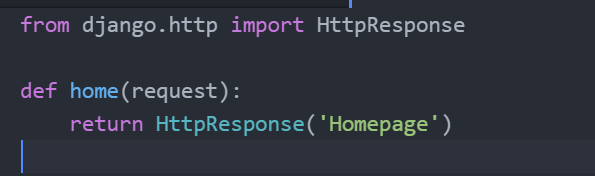 from django.http import HttpResponse
def home(request):
    return HttpResponse('Homepage')